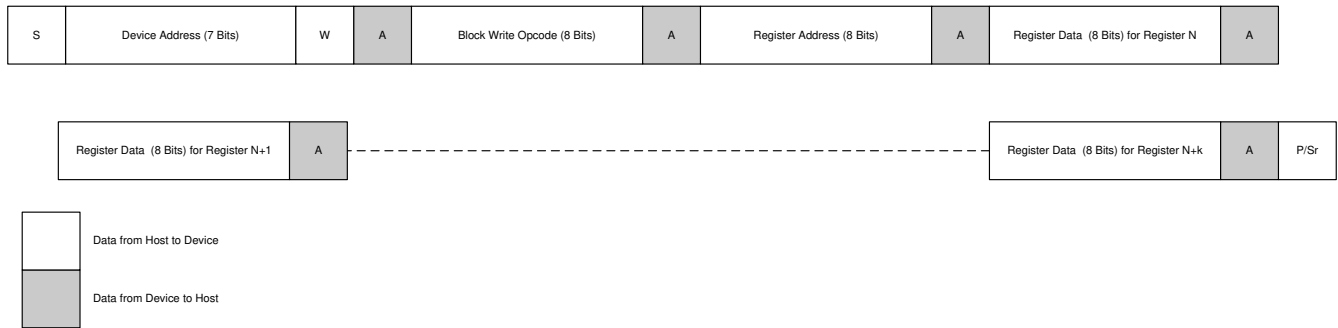 S
Device Address (7 Bits)
W
A
Block Write Opcode (8 Bits)
A
Register Address (8 Bits)
A
Register Data (8 Bits) for Register N
A
Register Data (8 Bits) for Register N+1
A
Register Data (8 Bits) for Register N+k
A
P/Sr
Data from Host to Device
Data from Device to Host